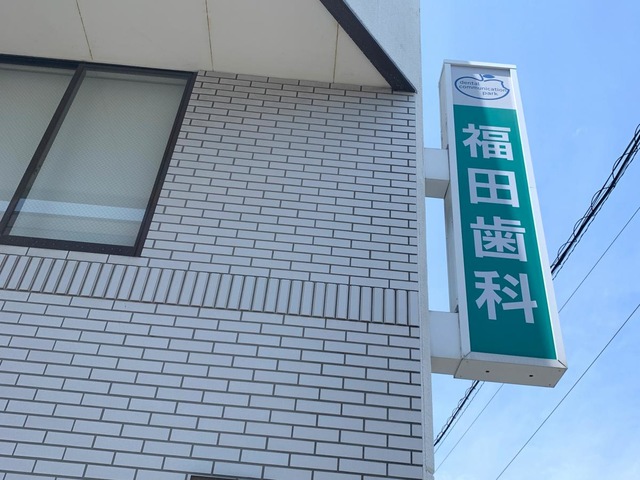 dental
communication
park
福田歯科